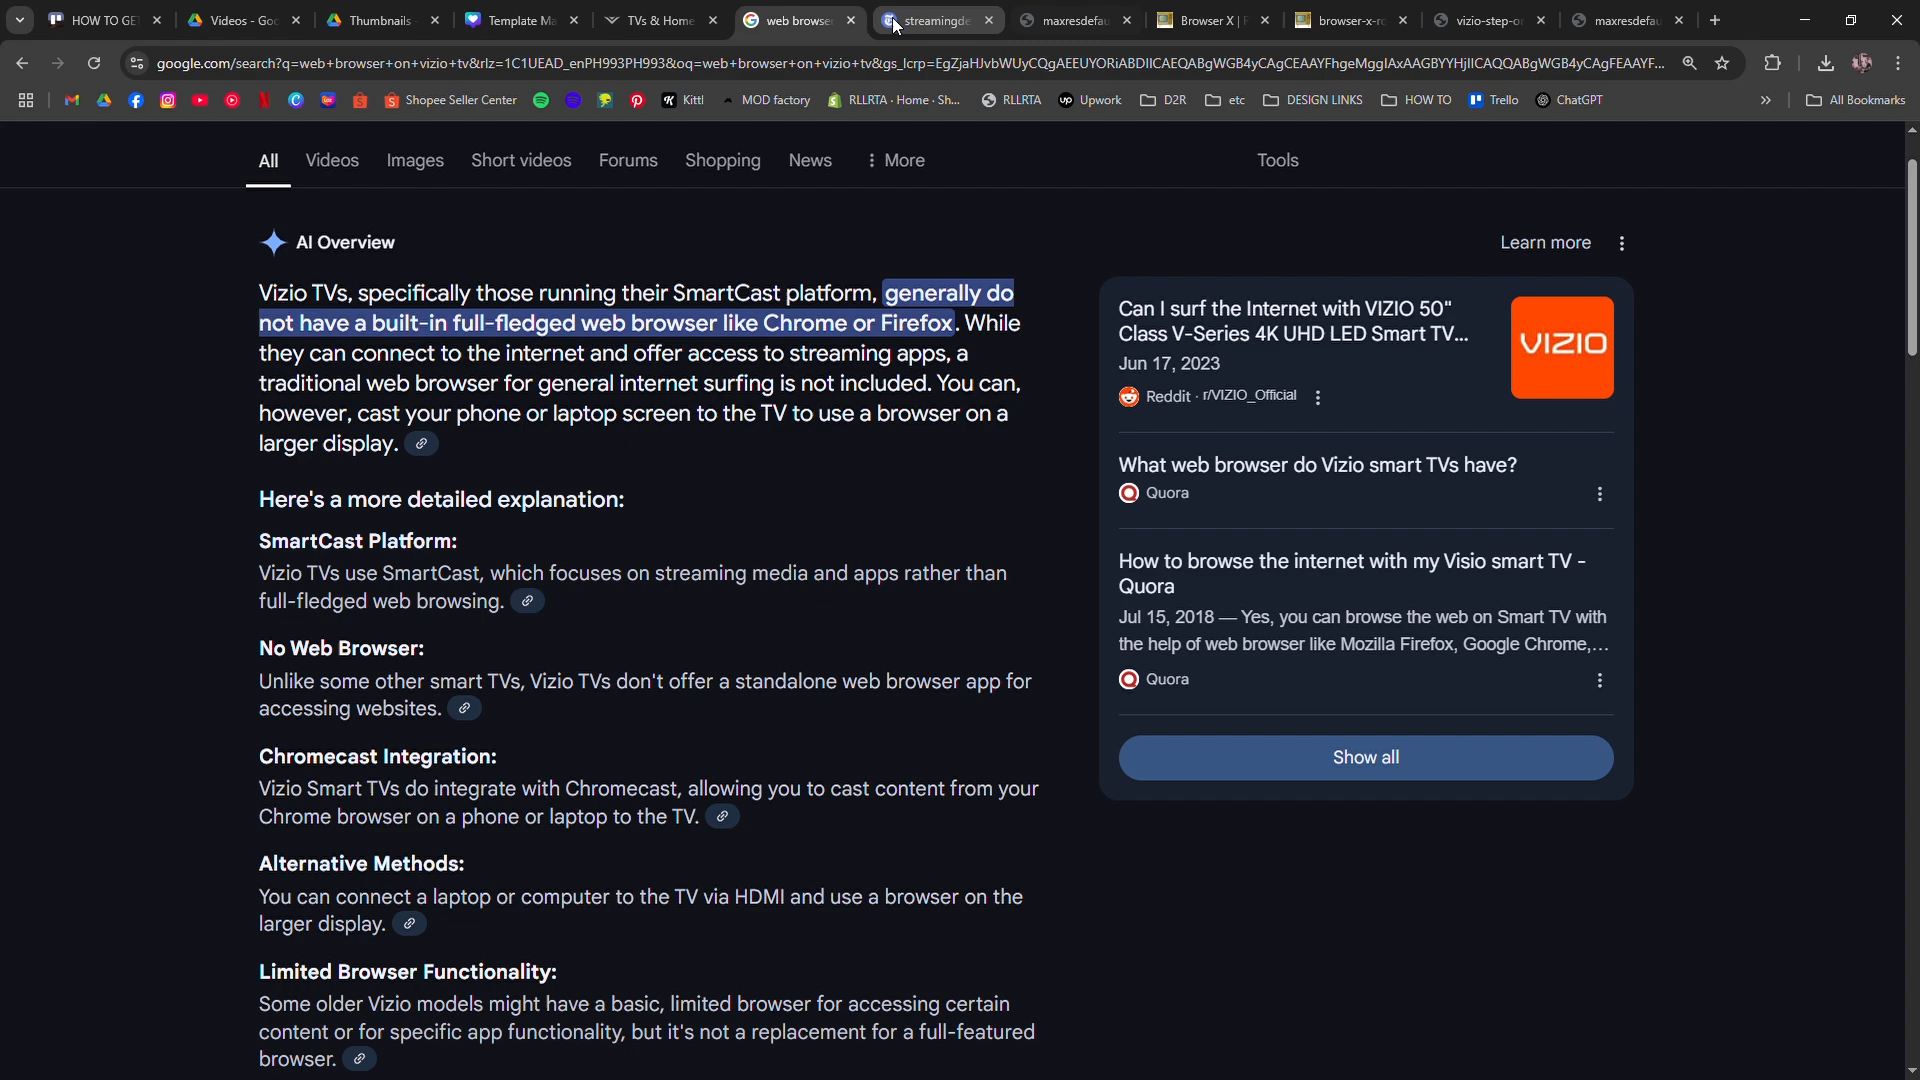 HOW TO GE
Videos - Goo
Thumbnails
Template Ma
TVs & Home
web browse
streamingde
maxresdefau
Browser X | F
browser-x-ro
vizio-step-o
maxresdefau
google.com/search?q=web+browser+on+vizio+tv&rlz=1C1UEAD_enPH993PH993&oq=web+browser+on+vizio+tv&gs_lcrp=EgZjaHJvbWUyCQgAEEUYORiABDIICAEQABgWGB4yCAgCEAAYFhgeMggIAxAAGBYYHjIICAQQABgWGB4yCAgFEAAYF...
Shopee Seller Center
Kittl
MOD factory
RLLRTA - Home · Sh...
RLLRTA
Upwork
D2R
etc
DESIGN LINKS
HOW TO
Trello
ChatGPT
»
All Bookmarks
All
Videos
Images
Short videos
Forums
Shopping
News
More
Tools
AI Overview
Learn more
Vizio TVs, specifically those running their SmartCast platform, generally do
not have a built-in full-fledged web browser like Chrome or Firefox. While
they can connect to the internet and offer access to streaming apps, a
traditional web browser for general internet surfing is not included. You can,
however, cast your phone or laptop screen to the TV to use a browser on a
larger display.
Here's a more detailed explanation:
SmartCast Platform:
Vizio TVs use SmartCast, which focuses on streaming media and apps rather than
full-fledged web browsing.
No Web Browser:
Unlike some other smart TVs, Vizio TVs don't offer a standalone web browser app for
accessing websites.
Chromecast Integration:
Vizio Smart TVs do integrate with Chromecast, allowing you to cast content from your
Chrome browser on a phone or laptop to the TV.
Alternative Methods:
You can connect a laptop or computer to the TV via HDMI and use a browser on the
larger display.
Limited Browser Functionality:
Some older Vizio models might have a basic, limited browser for accessing certain
content or for specific app functionality, but it's not a replacement for a full-featured
browser.
Can I surf the Internet with VIZIO 50"
Class V-Series 4K UHD LED Smart TV...
Jun 17, 2023
Reddit · r/VIZIO_Official
VIZIO
What web browser do Vizio smart TVs have?
Quora
How to browse the internet with my Visio smart TV -
Quora
Jul 15, 2018 — Yes, you can browse the web on Smart TV with
the help of web browser like Mozilla Firefox, Google Chrome,...
Quora
Show all